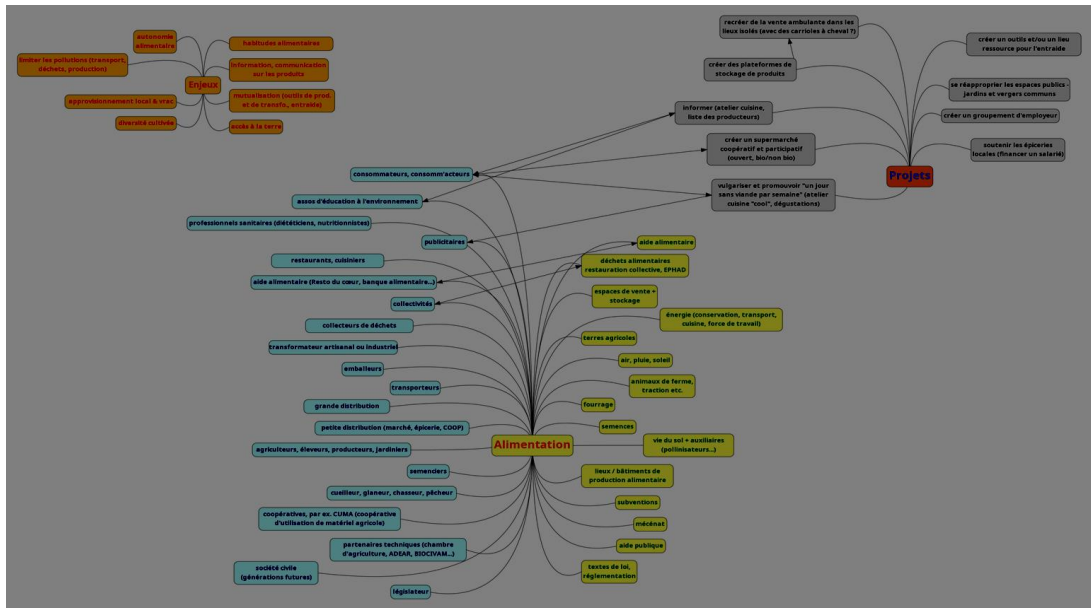 autonomie
alimentaire
limiter les pollutions (transport,
déchets, production)
approvisionnement local & vrac
diversité cultivée
Enjeux
habitudes alimentaires
information, communication
sur les produits
mutualisation (outils de prod.
et de transfo., entraide)
accès à la terre
recréer de la vente ambulante dans les
lieux isolés (avec des carrioles à cheval ?)
créer des plateformes de
stockage de produits
informer (atelier cuisine,
liste des producteurs)
créer un supermarché
coopératif et participatif
(ouvert, bio/non bio)
vulgariser et promouvoir "un jour
sans viande par semaine" (atelier
cuisine "cool", dégustations)
créer un outils et/ou un lieu
ressource pour l'entraide
se réapproprier les espaces publics -
jardins et vergers communs
créer un groupement d'employeur
soutenir les épiceries
locales (financer un salarié)
Projets
consommateurs, consomm'acteurs
assos d'éducation à l'environnement
professionnels sanitaires (diététiciens, nutritionnistes)
publicitaires
restaurants, cuisiniers
aide alimentaire (Resto du cœur, banque alimentaire...)
collectivités
collecteurs de déchets
transformateur artisanal ou industriel
emballeurs
transporteurs
grande distribution
petite distribution (marché, épicerie, COOP)
agriculteurs, éleveurs, producteurs, jardiniers
semenciers
cueilleur, glaneur, chasseur, pêcheur
coopératives, par ex. CUMA (coopérative
d'utilisation de matériel agricole)
partenaires techniques (chambre
d'agriculture, ADEAR, BIOCIVAM...)
société civile
(générations futures)
législateur
Alimentation
aide alimentaire
déchets alimentaires
restauration collective, EPHAD
espaces de vente +
stockage
énergie (conservation, transport,
cuisine, force de travail)
terres agricoles
air, pluie, soleil
animaux de ferme,
traction etc.
fourrage
semences
vie du sol + auxiliaires
(pollinisateurs...)
lieux / bâtiments de
production alimentaire
subventions
mécénat
aide publique
textes de loi,
réglementation